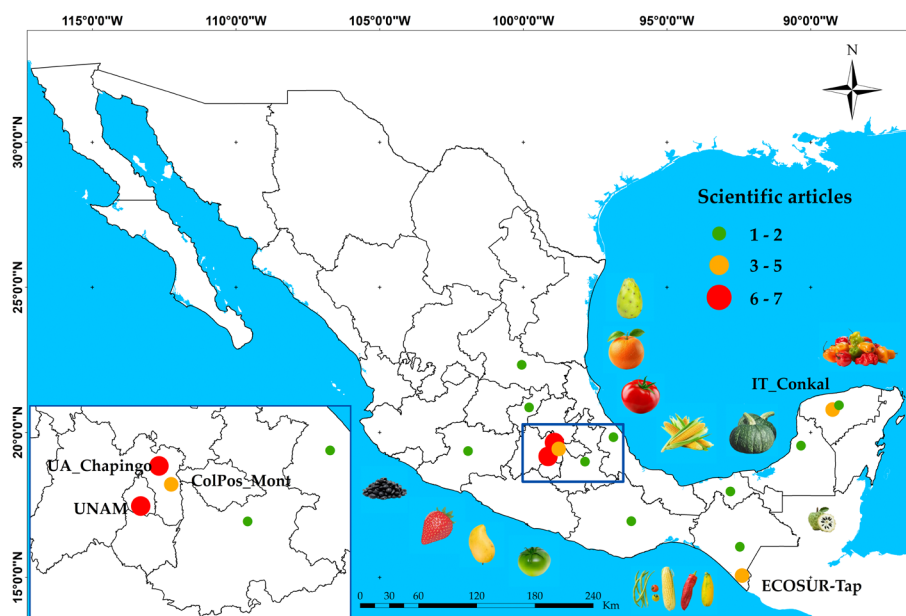 115°0'0"W 110°0'0"W 105°0'0"W 100°0'0"W 95°0'0"W 90°0'0"W
N
30°0'0"N
25°0'0"N
20°0'0"N
15°0'0"N
Scientific articles
1 - 2
3 - 5
6 - 7
IT_Conkal
UA_Chapingo
ColPos_Mont
UNAM
ECOSUR-Tap
0 30 60 120 180 240
Km